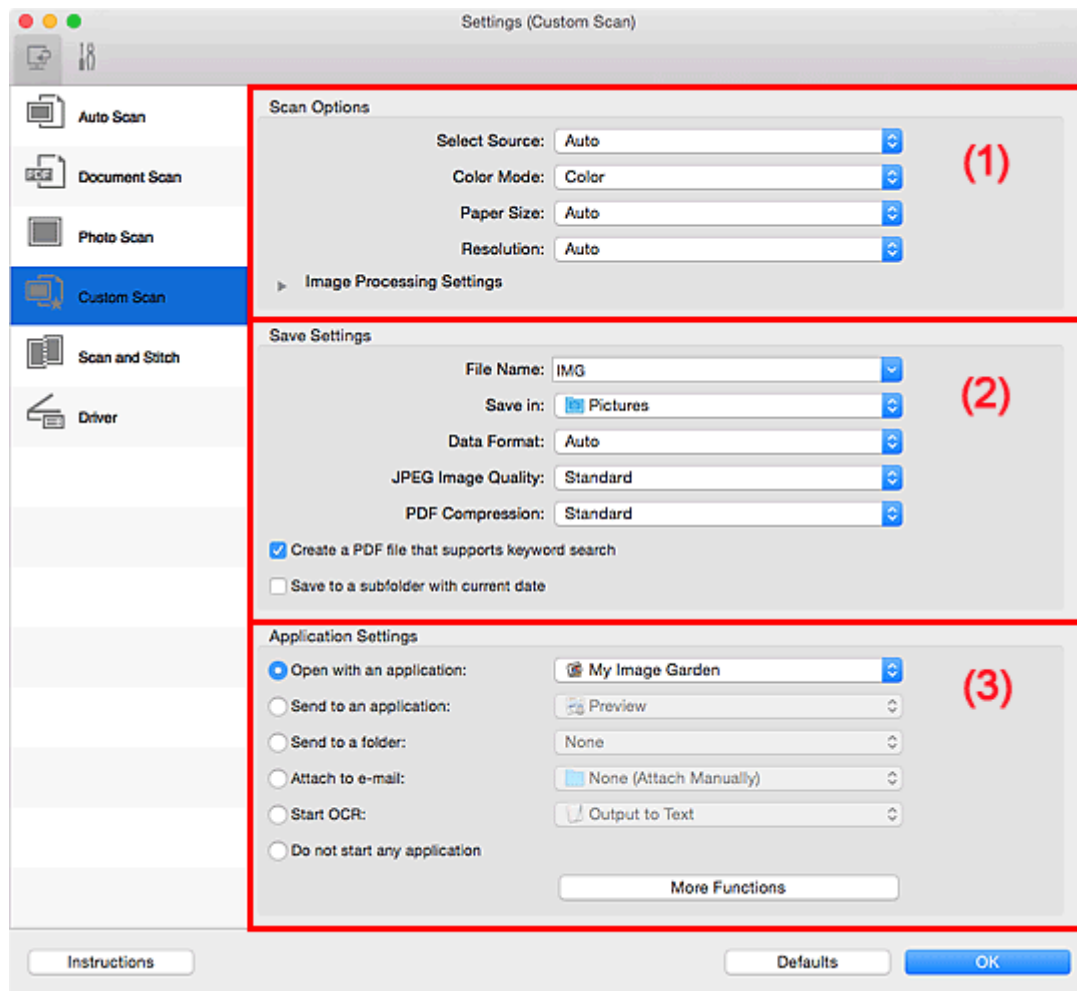 Settings (Custom Scan)
Auto Scan
Document Scan
Photo Scan
Custom Scan
Scan and Stitch
Driver
Scan Options
(1)
Select Source: Auto
Color Mode: Color
Paper Size: Auto
Resolution: Auto
Image Processing Settings
Save Settings
(2)
File Name: IMG
Save in: Pictures
Data Format: Auto
JPEG Image Quality: Standard
PDF Compression: Standard
Create a PDF file that supports keyword search
Save to a subfolder with current date
Application Settings
(3)
Open with an application: My Image Garden
Send to an application: Preview
Send to a folder: None
Attach to e-mail: None (Attach Manually)
Start OCR: Output to Text
Do not start any application
More Functions
Instructions
Defaults
OK